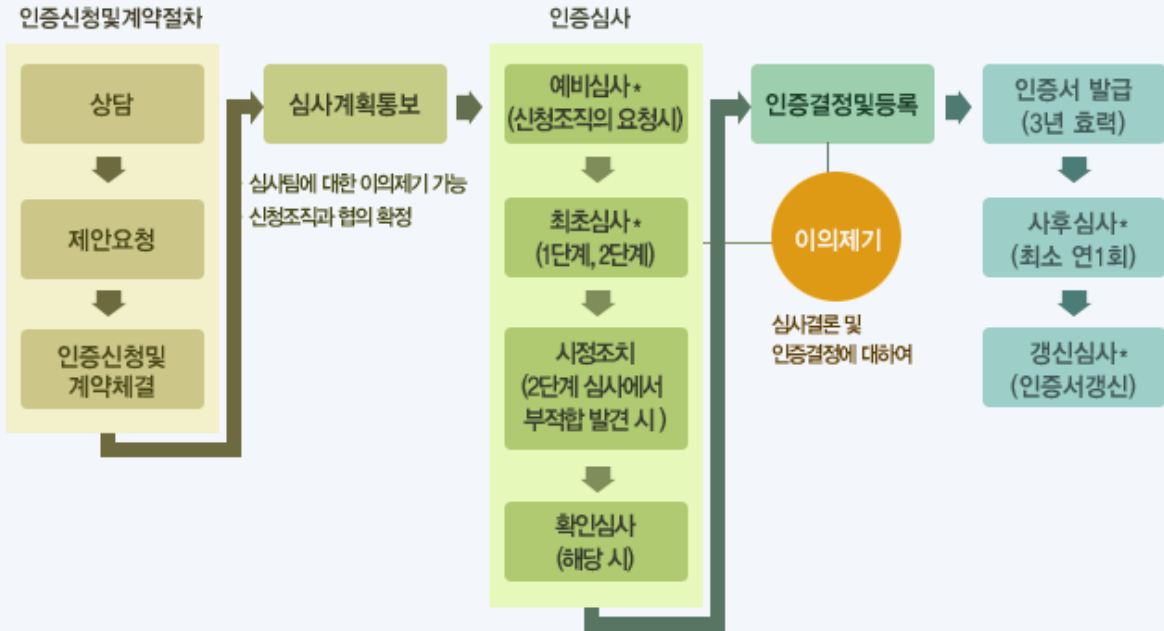 인증신청및계약절차
상담
제안요청
인증신청및
계약체결
심사계획통보
심사팀에 대한 이의제기 가능
신청조직과 협의 확정
인증심사
예비심사*
(신청조직의 요청시)
최초심사*
(1단계, 2단계)
시정조치
(2단계 심사에서
부적합 발견 시 )
확인심사
(해당 시)
인증결정및등록
이의제기
심사결론 및
인증결정에 대하여
인증서 발급
(3년 효력)
사후심사*
(최소 연1회)
갱신심사*
(인증서갱신)